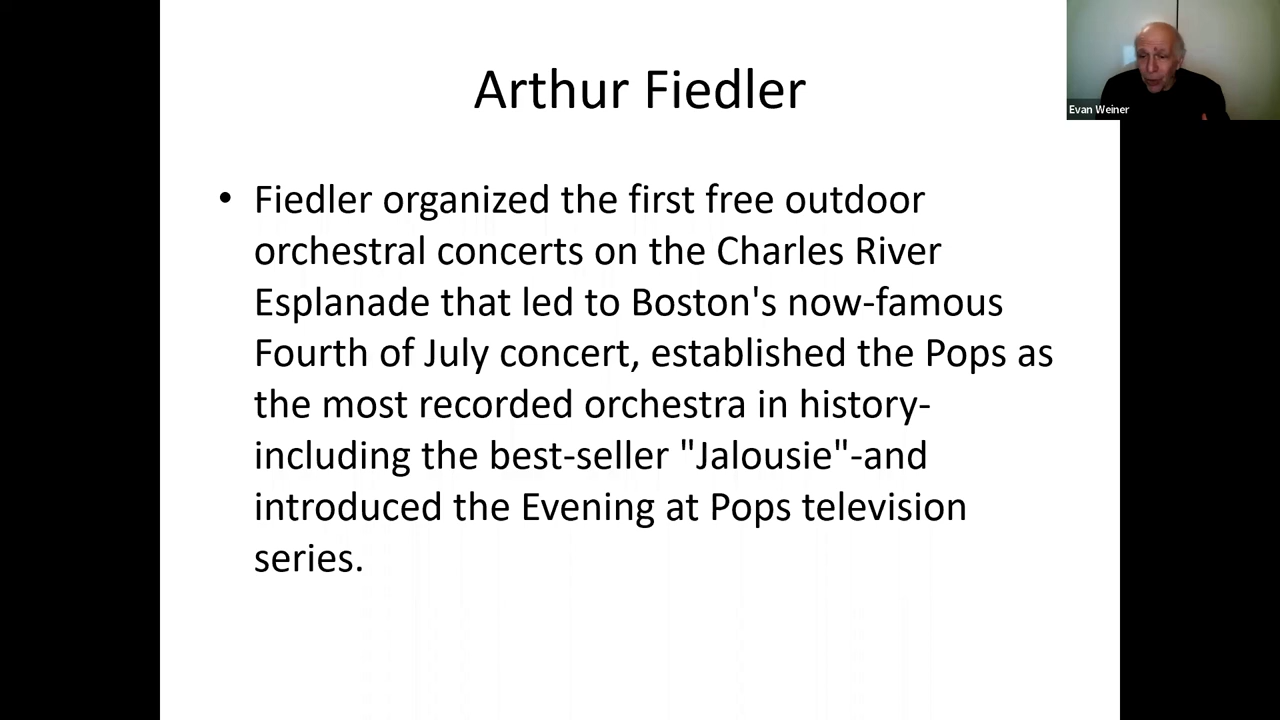 Arthur Fiedler
Evan Weiner
• Fiedler organized the first free outdoor
orchestral concerts on the Charles River
Esplanade that led to Boston's now-famous
Fourth of July concert, established the Pops as
the most recorded orchestra in history-
including the best-seller "Jalousie"-and
introduced the Evening at Pops television
series.